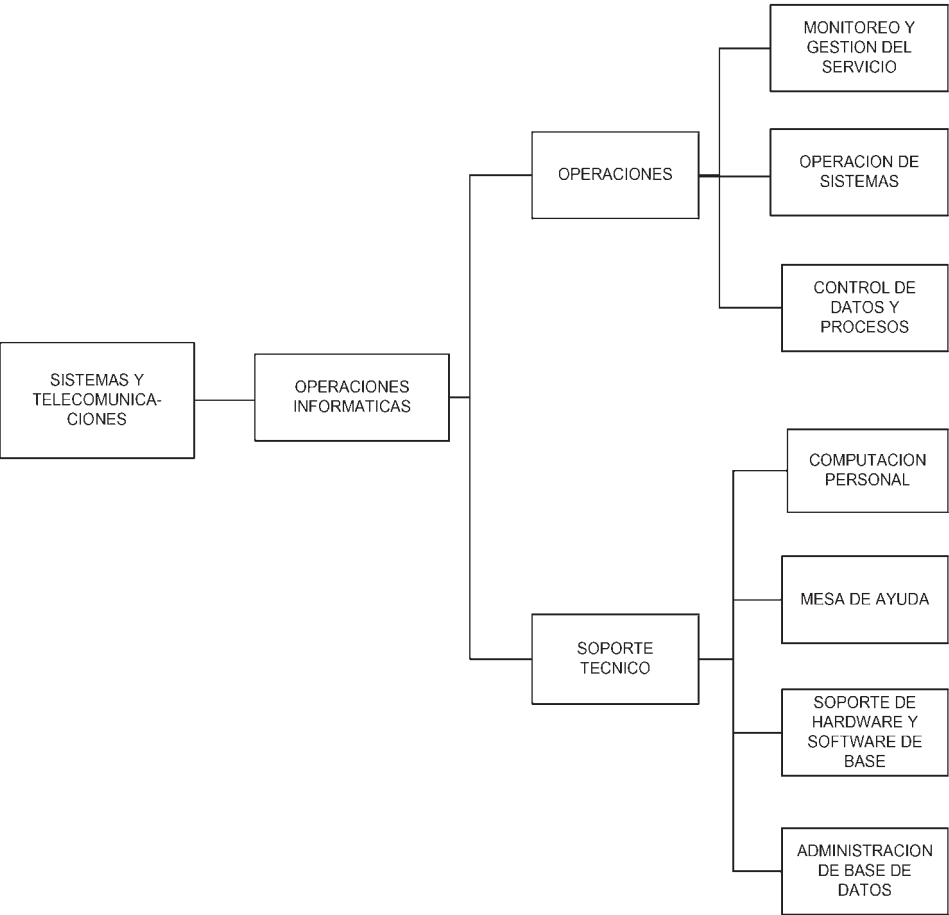 MONITOREO Y
GESTION DEL
SERVICIO
OPERACIONES
OPERACION DE
SISTEMAS
CONTROL DE
DATOS Y
PROCESOS
SISTEMAS Y
TELECOMUNICA-
CIONES
OPERACIONES
INFORMATICAS
COMPUTACION
PERSONAL
MESA DE AYUDA
SOPORTE
TECNICO
SOPORTE DE
HARDWARE Y
SOFTWARE DE
BASE
ADMINISTRACION
DE BASE DE
DATOS